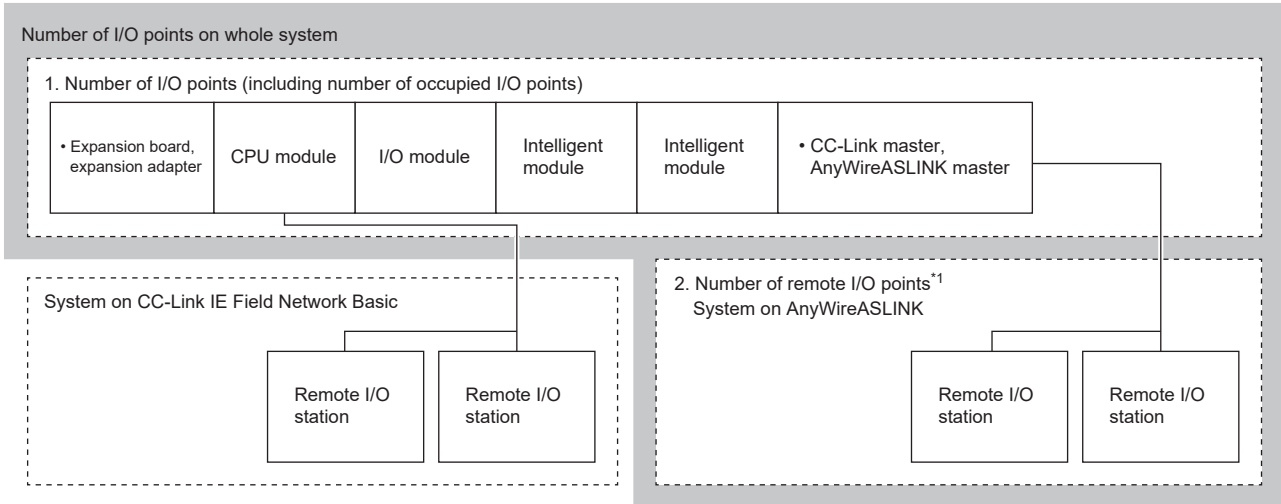 Number of I/O points on whole system
1. Number of I/O points (including number of occupied I/O points)
• Expansion board,
expansion adapter
CPU module
I/O module
Intelligent
module
Intelligent
module
• CC-Link master,
AnyWireASLINK master
System on CC-Link IE Field Network Basic
Remote I/O
station
Remote I/O
station
2. Number of remote I/O points*1
System on AnyWireASLINK
Remote I/O
station
Remote I/O
station